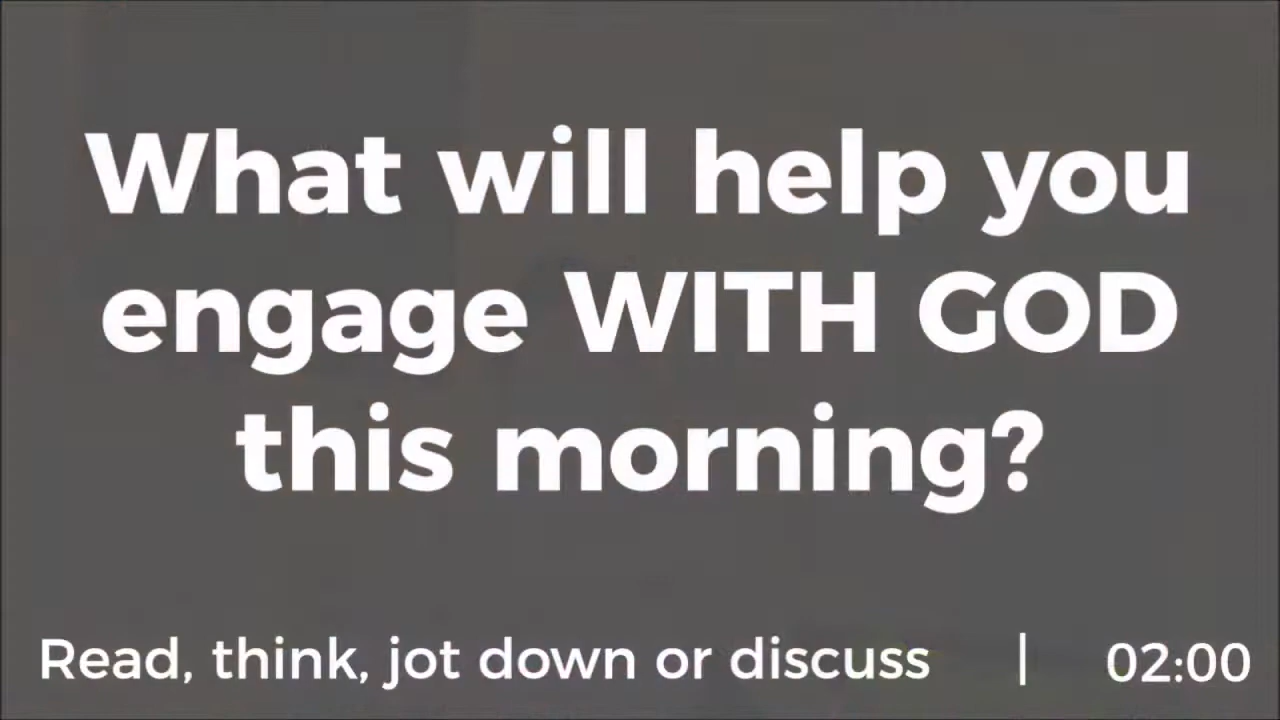 What will help you
engage WITH GOD
this morning?
Read, think, jot down or discuss | 02:00